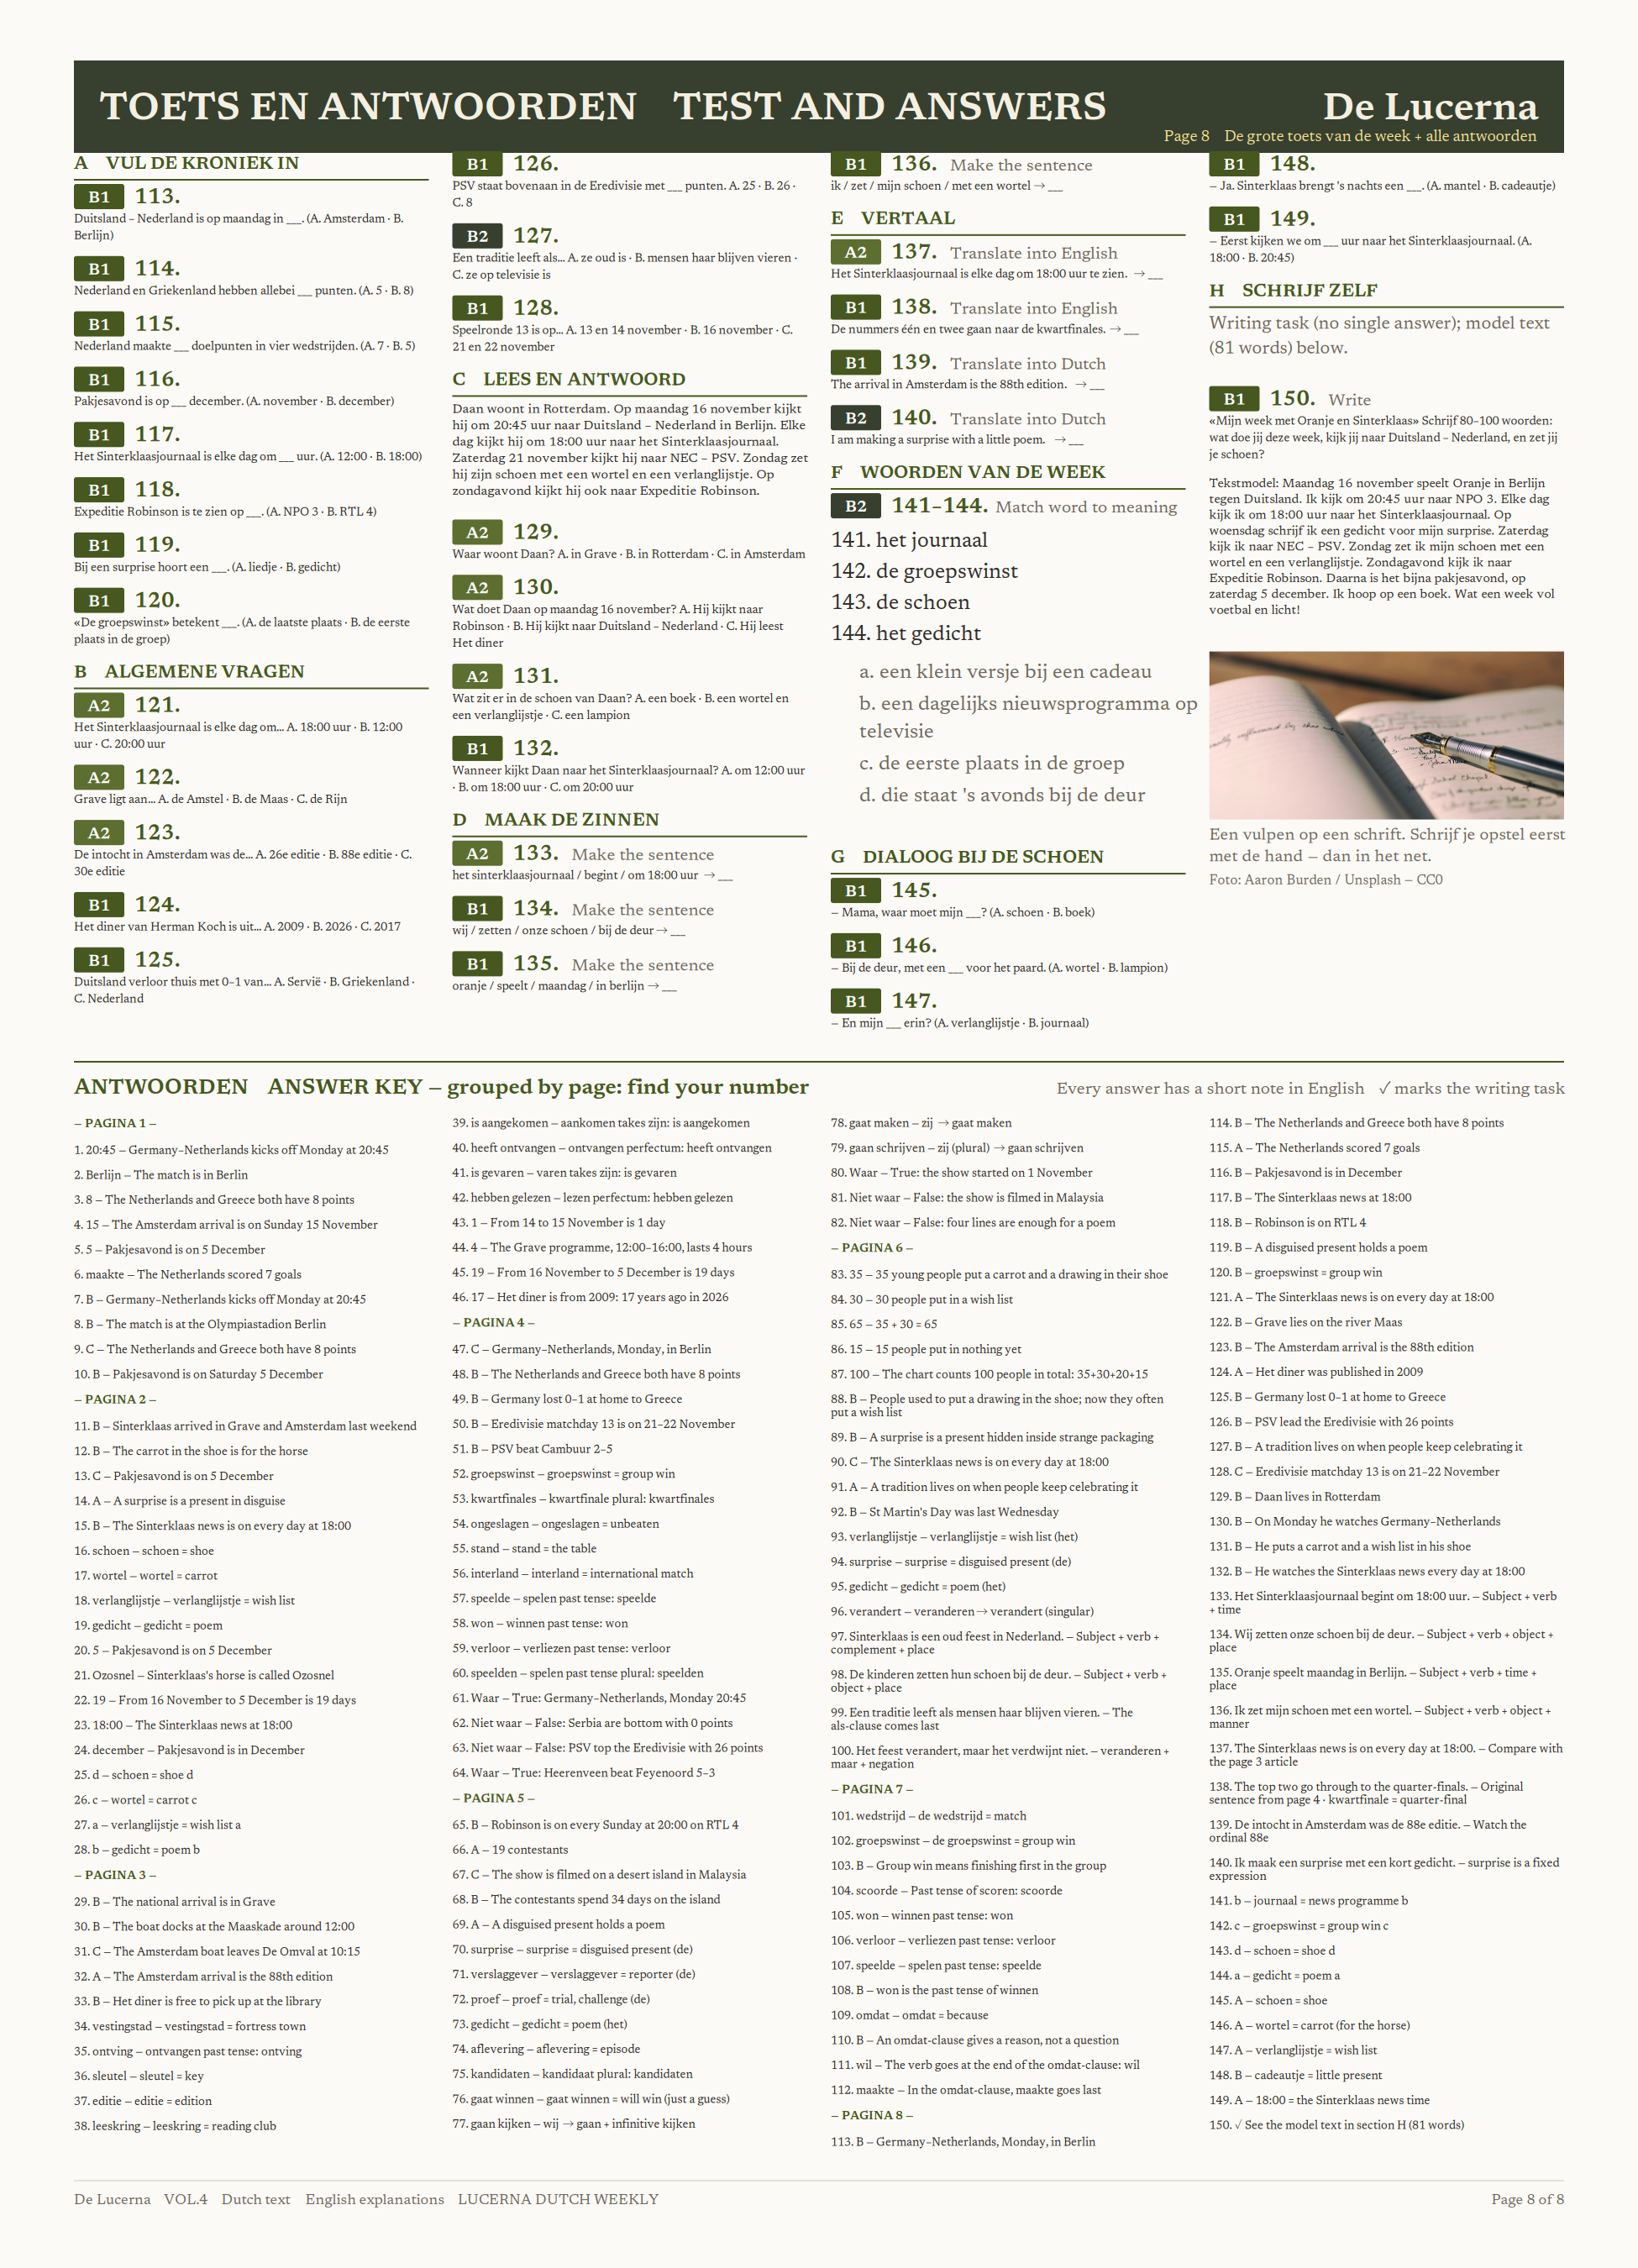 TOETS EN ANTWOORDEN TEST AND ANSWERS
De Lucerna
Page 8 De grote toets van de week + alle antwoorden
A VUL DE KRONIEK IN
B1 113.
Duitsland – Nederland is op maandag in ___. (A. Amsterdam · B.
Berlijn)
B1 114.
Nederland en Griekenland hebben allebei ___ punten. (A. 5 · B. 8)
B1 115.
Nederland maakte ___ doelpunten in vier wedstrijden. (A. 7 · B. 5)
B1 116.
Pakjesavond is op ___ december. (A. november · B. december)
B1 117.
Het Sinterklaasjournaal is elke dag om ___ uur. (A. 12:00 · B. 18:00)
B1 118.
Expeditie Robinson is te zien op ___. (A. NPO 3 · B. RTL 4)
B1 119.
Bij een surprise hoort een ___. (A. liedje · B. gedicht)
B1 120.
«De groepswinst» betekent ___. (A. de laatste plaats · B. de eerste
plaats in de groep)
B ALGEMENE VRAGEN
A2 121.
Het Sinterklaasjournaal is elke dag om... A. 18:00 uur · B. 12:00
uur · C. 20:00 uur
A2 122.
Grave ligt aan... A. de Amstel · B. de Maas · C. de Rijn
A2 123.
De intocht in Amsterdam was de... A. 26e editie · B. 88e editie · C.
30e editie
B1 124.
Het diner van Herman Koch is uit... A. 2009 · B. 2026 · C. 2017
B1 125.
Duitsland verloor thuis met 0–1 van... A. Servië · B. Griekenland ·
C. Nederland
B1 126.
PSV staat bovenaan in de Eredivisie met ___ punten. A. 25 · B. 26 ·
C. 8
B2 127.
Een traditie leeft als... A. ze oud is · B. mensen haar blijven vieren ·
C. ze op televisie is
B1 128.
Speelronde 13 is op... A. 13 en 14 november · B. 16 november · C.
21 en 22 november
C LEES EN ANTWOORD
Daan woont in Rotterdam. Op maandag 16 november kijkt
hij om 20:45 uur naar Duitsland – Nederland in Berlijn. Elke
dag kijkt hij om 18:00 uur naar het Sinterklaasjournaal.
Zaterdag 21 november kijkt hij naar NEC – PSV. Zondag zet
hij zijn schoen met een wortel en een verlanglijstje. Op
zondagavond kijkt hij ook naar Expeditie Robinson.
A2 129.
Waar woont Daan? A. in Grave · B. in Rotterdam · C. in Amsterdam
A2 130.
Wat doet Daan op maandag 16 november? A. Hij kijkt naar
Robinson · B. Hij kijkt naar Duitsland – Nederland · C. Hij leest
Het diner
A2 131.
Wat zit er in de schoen van Daan? A. een boek · B. een wortel en
een verlanglijstje · C. een lampion
B1 132.
Wanneer kijkt Daan naar het Sinterklaasjournaal? A. om 12:00 uur
· B. om 18:00 uur · C. om 20:00 uur
D MAAK DE ZINNEN
A2 133. Make the sentence
het sinterklaasjournaal / begint / om 18:00 uur → ___
B1 134. Make the sentence
wij / zetten / onze schoen / bij de deur → ___
B1 135. Make the sentence
oranje / speelt / maandag / in berlijn → ___
B1 136. Make the sentence
ik / zet / mijn schoen / met een wortel → ___
E VERTAAL
A2 137. Translate into English
Het Sinterklaasjournaal is elke dag om 18:00 uur te zien. → ___
B1 138. Translate into English
De nummers één en twee gaan naar de kwartfinales. → ___
B1 139. Translate into Dutch
The arrival in Amsterdam is the 88th edition. → ___
B2 140. Translate into Dutch
I am making a surprise with a little poem. → ___
F WOORDEN VAN DE WEEK
B2 141–144. Match word to meaning
141. het journaal
142. de groepswinst
143. de schoen
144. het gedicht
a. een klein versje bij een cadeau
b. een dagelijks nieuwsprogramma op
televisie
c. de eerste plaats in de groep
d. die staat 's avonds bij de deur
G DIALOOG BIJ DE SCHOEN
B1 145.
— Mama, waar moet mijn ___? (A. schoen · B. boek)
B1 146.
— Bij de deur, met een ___ voor het paard. (A. wortel · B. lampion)
B1 147.
— En mijn ___ erin? (A. verlanglijstje · B. journaal)
B1 148.
— Ja. Sinterklaas brengt 's nachts een ___. (A. mantel · B. cadeautje)
B1 149.
— Eerst kijken we om ___ uur naar het Sinterklaasjournaal. (A.
18:00 · B. 20:45)
H SCHRIJF ZELF
Writing task (no single answer); model text
(81 words) below.
B1 150. Write
«Mijn week met Oranje en Sinterklaas» Schrijf 80–100 woorden:
wat doe jij deze week, kijk jij naar Duitsland – Nederland, en zet jij
je schoen?
Tekstmodel: Maandag 16 november speelt Oranje in Berlijn
tegen Duitsland. Ik kijk om 20:45 uur naar NPO 3. Elke dag
kijk ik om 18:00 uur naar het Sinterklaasjournaal. Op
woensdag schrijf ik een gedicht voor mijn surprise. Zaterdag
kijk ik naar NEC – PSV. Zondag zet ik mijn schoen met een
wortel en een verlanglijstje. Zondagavond kijk ik naar
Expeditie Robinson. Daarna is het bijna pakjesavond, op
zaterdag 5 december. Ik hoop op een boek. Wat een week vol
voetbal en licht!
Een vulpen op een schrift. Schrijf je opstel eerst
met de hand — dan in het net.
Foto: Aaron Burden / Unsplash — CC0
ANTWOORDEN ANSWER KEY — grouped by page: find your number
Every answer has a short note in English ✓ marks the writing task
— PAGINA 1 —
1. 20:45 — Germany–Netherlands kicks off Monday at 20:45
2. Berlijn — The match is in Berlin
3. 8 — The Netherlands and Greece both have 8 points
4. 15 — The Amsterdam arrival is on Sunday 15 November
5. 5 — Pakjesavond is on 5 December
6. maakte — The Netherlands scored 7 goals
7. B — Germany–Netherlands kicks off Monday at 20:45
8. B — The match is at the Olympiastadion Berlin
9. C — The Netherlands and Greece both have 8 points
10. B — Pakjesavond is on Saturday 5 December
— PAGINA 2 —
11. B — Sinterklaas arrived in Grave and Amsterdam last weekend
12. B — The carrot in the shoe is for the horse
13. C — Pakjesavond is on 5 December
14. A — A surprise is a present in disguise
15. B — The Sinterklaas news is on every day at 18:00
16. schoen — schoen = shoe
17. wortel — wortel = carrot
18. verlanglijstje — verlanglijstje = wish list
19. gedicht — gedicht = poem
20. 5 — Pakjesavond is on 5 December
21. Ozosnel — Sinterklaas's horse is called Ozosnel
22. 19 — From 16 November to 5 December is 19 days
23. 18:00 — The Sinterklaas news at 18:00
24. december — Pakjesavond is in December
25. d — schoen = shoe d
26. c — wortel = carrot c
27. a — verlanglijstje = wish list a
28. b — gedicht = poem b
— PAGINA 3 —
29. B — The national arrival is in Grave
30. B — The boat docks at the Maaskade around 12:00
31. C — The Amsterdam boat leaves De Omval at 10:15
32. A — The Amsterdam arrival is the 88th edition
33. B — Het diner is free to pick up at the library
34. vestingstad — vestingstad = fortress town
35. ontving — ontvangen past tense: ontving
36. sleutel — sleutel = key
37. editie — editie = edition
38. leeskring — leeskring = reading club
39. is aangekomen — aankomen takes zijn: is aangekomen
40. heeft ontvangen — ontvangen perfectum: heeft ontvangen
41. is gevaren — varen takes zijn: is gevaren
42. hebben gelezen — lezen perfectum: hebben gelezen
43. 1 — From 14 to 15 November is 1 day
44. 4 — The Grave programme, 12:00–16:00, lasts 4 hours
45. 19 — From 16 November to 5 December is 19 days
46. 17 — Het diner is from 2009: 17 years ago in 2026
— PAGINA 4 —
47. C — Germany–Netherlands, Monday, in Berlin
48. B — The Netherlands and Greece both have 8 points
49. B — Germany lost 0–1 at home to Greece
50. B — Eredivisie matchday 13 is on 21–22 November
51. B — PSV beat Cambuur 2–5
52. groepswinst — groepswinst = group win
53. kwartfinales — kwartfinale plural: kwartfinales
54. ongeslagen — ongeslagen = unbeaten
55. stand — stand = the table
56. interland — interland = international match
57. speelde — spelen past tense: speelde
58. won — winnen past tense: won
59. verloor — verliezen past tense: verloor
60. speelden — spelen past tense plural: speelden
61. Waar — True: Germany–Netherlands, Monday 20:45
62. Niet waar — False: Serbia are bottom with 0 points
63. Niet waar — False: PSV top the Eredivisie with 26 points
64. Waar — True: Heerenveen beat Feyenoord 5–3
— PAGINA 5 —
65. B — Robinson is on every Sunday at 20:00 on RTL 4
66. A — 19 contestants
67. C — The show is filmed on a desert island in Malaysia
68. B — The contestants spend 34 days on the island
69. A — A disguised present holds a poem
70. surprise — surprise = disguised present (de)
71. verslaggever — verslaggever = reporter (de)
72. proef — proef = trial, challenge (de)
73. gedicht — gedicht = poem (het)
74. aflevering — aflevering = episode
75. kandidaten — kandidaat plural: kandidaten
76. gaat winnen — gaat winnen = will win (just a guess)
77. gaan kijken — wij → gaan + infinitive kijken
78. gaat maken — zij → gaat maken
79. gaan schrijven — zij (plural) → gaan schrijven
80. Waar — True: the show started on 1 November
81. Niet waar — False: the show is filmed in Malaysia
82. Niet waar — False: four lines are enough for a poem
— PAGINA 6 —
83. 35 — 35 young people put a carrot and a drawing in their shoe
84. 30 — 30 people put in a wish list
85. 65 — 35 + 30 = 65
86. 15 — 15 people put in nothing yet
87. 100 — The chart counts 100 people in total: 35+30+20+15
88. B — People used to put a drawing in the shoe; now they often
put a wish list
89. B — A surprise is a present hidden inside strange packaging
90. C — The Sinterklaas news is on every day at 18:00
91. A — A tradition lives on when people keep celebrating it
92. B — St Martin's Day was last Wednesday
93. verlanglijstje — verlanglijstje = wish list (het)
94. surprise — surprise = disguised present (de)
95. gedicht — gedicht = poem (het)
96. verandert — veranderen → verandert (singular)
97. Sinterklaas is een oud feest in Nederland. — Subject + verb +
complement + place
98. De kinderen zetten hun schoen bij de deur. — Subject + verb +
object + place
99. Een traditie leeft als mensen haar blijven vieren. — The
als-clause comes last
100. Het feest verandert, maar het verdwijnt niet. — veranderen +
maar + negation
— PAGINA 7 —
101. wedstrijd — de wedstrijd = match
102. groepswinst — de groepswinst = group win
103. B — Group win means finishing first in the group
104. scoorde — Past tense of scoren: scoorde
105. won — winnen past tense: won
106. verloor — verliezen past tense: verloor
107. speelde — spelen past tense: speelde
108. B — won is the past tense of winnen
109. omdat — omdat = because
110. B — An omdat-clause gives a reason, not a question
111. wil — The verb goes at the end of the omdat-clause: wil
112. maakte — In the omdat-clause, maakte goes last
— PAGINA 8 —
113. B — Germany–Netherlands, Monday, in Berlin
114. B — The Netherlands and Greece both have 8 points
115. A — The Netherlands scored 7 goals
116. B — Pakjesavond is in December
117. B — The Sinterklaas news at 18:00
118. B — Robinson is on RTL 4
119. B — A disguised present holds a poem
120. B — groepswinst = group win
121. A — The Sinterklaas news is on every day at 18:00
122. B — Grave lies on the river Maas
123. B — The Amsterdam arrival is the 88th edition
124. A — Het diner was published in 2009
125. B — Germany lost 0–1 at home to Greece
126. B — PSV lead the Eredivisie with 26 points
127. B — A tradition lives on when people keep celebrating it
128. C — Eredivisie matchday 13 is on 21–22 November
129. B — Daan lives in Rotterdam
130. B — On Monday he watches Germany–Netherlands
131. B — He puts a carrot and a wish list in his shoe
132. B — He watches the Sinterklaas news every day at 18:00
133. Het Sinterklaasjournaal begint om 18:00 uur. — Subject + verb
+ time
134. Wij zetten onze schoen bij de deur. — Subject + verb + object +
place
135. Oranje speelt maandag in Berlijn. — Subject + verb + time +
place
136. Ik zet mijn schoen met een wortel. — Subject + verb + object +
manner
137. The Sinterklaas news is on every day at 18:00. — Compare with
the page 3 article
138. The top two go through to the quarter-finals. — Original
sentence from page 4 · kwartfinale = quarter-final
139. De intocht in Amsterdam was de 88e editie. — Watch the
ordinal 88e
140. Ik maak een surprise met een kort gedicht. — surprise is a fixed
expression
141. b — journaal = news programme b
142. c — groepswinst = group win c
143. d — schoen = shoe d
144. a — gedicht = poem a
145. A — schoen = shoe
146. A — wortel = carrot (for the horse)
147. A — verlanglijstje = wish list
148. B — cadeautje = little present
149. A — 18:00 = the Sinterklaas news time
150. ✓ See the model text in section H (81 words)
De Lucerna VOL.4 Dutch text English explanations LUCERNA DUTCH WEEKLY
Page 8 of 8